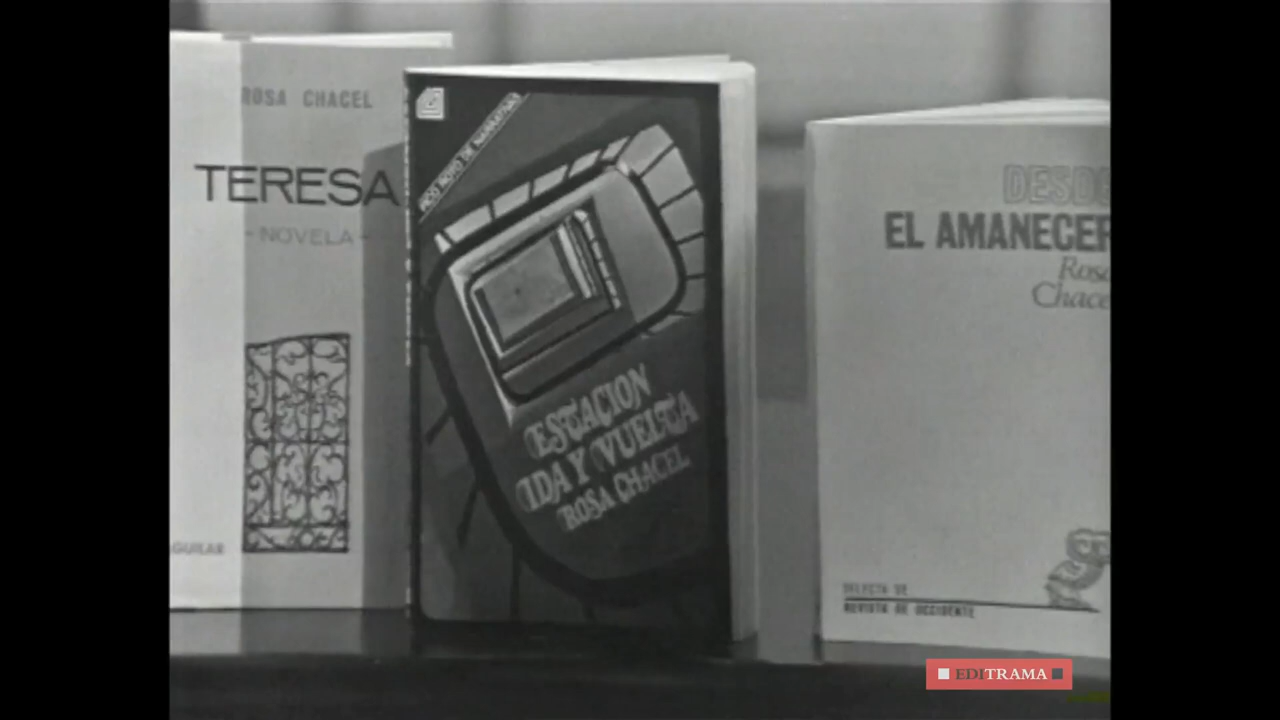 ROSA CHACEL
TERESA
- NOVELA -
AGUILAR
ESTACION
IDA Y VUELTA
ROSA CHACEL
DESDE
EL AMANECER
Rosa
Chacel
SELECTA DE
REVISTA DE OCCIDENTE
EDITRAMA